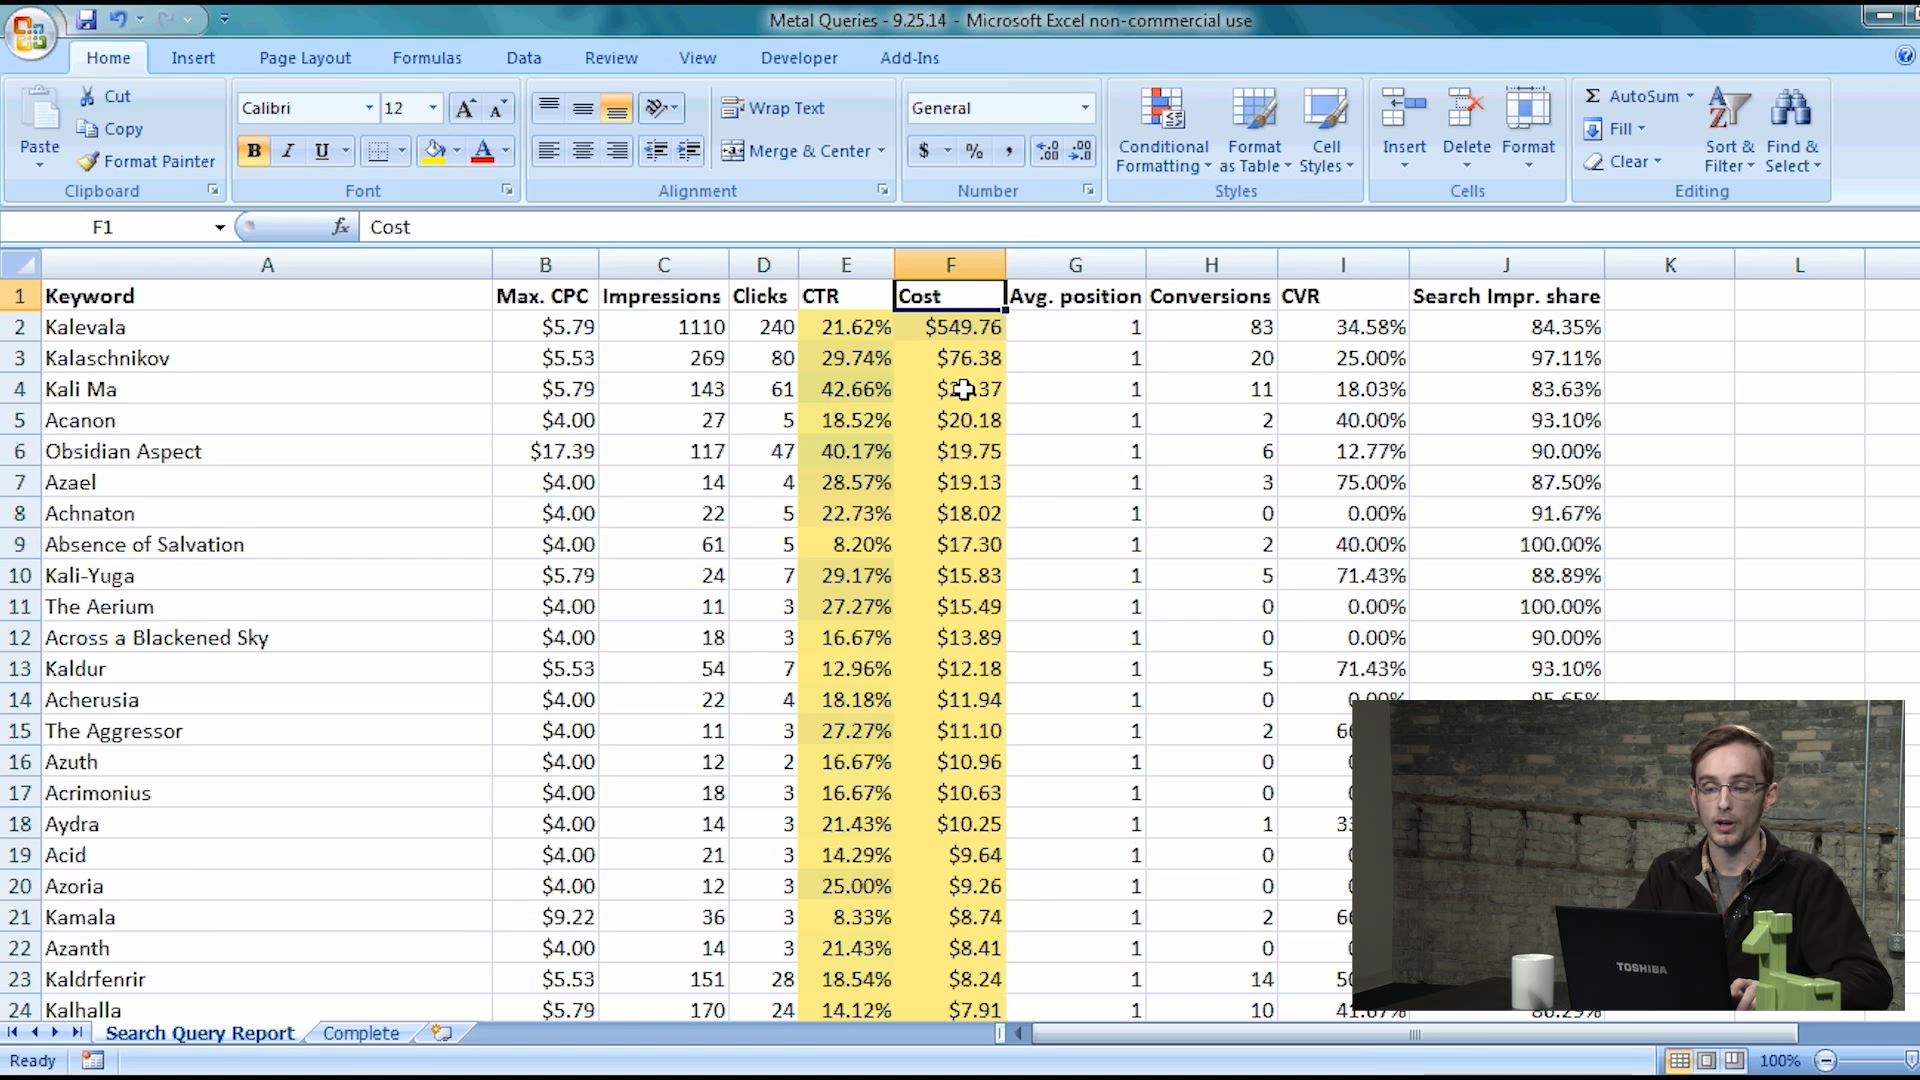 Metal Queries - 9.25.14 - Microsoft Excel non-commercial use
Home Insert Page Layout Formulas Data Review View Developer Add-Ins
Paste Cut Copy Format Painter Clipboard
Calibri 12 B I U A A A Font
Wrap Text Merge & Center Alignment
General $ % , .00 .00 Number
Conditional Formatting Format as Table Cell Styles Styles
Insert Delete Format Cells
Σ AutoSum Fill Clear Sort & Filter Find & Select Editing
F1 fx Cost
A B C D E F G H I J K L
1 Keyword Max. CPC Impressions Clicks CTR Cost Avg. position Conversions CVR Search Impr. share
2 Kalevala $5.79 1110 240 21.62% $549.76 1 83 34.58% 84.35%
3 Kalaschnikov $5.53 269 80 29.74% $76.38 1 20 25.00% 97.11%
4 Kali Ma $5.79 143 61 42.66% 1 11 18.03% 83.63%
5 Acanon $4.00 27 5 18.52% $20.18 1 2 40.00% 93.10%
6 Obsidian Aspect $17.39 117 47 40.17% $19.75 1 6 12.77% 90.00%
7 Azael $4.00 14 4 28.57% $19.13 1 3 75.00% 87.50%
8 Achnaton $4.00 22 5 22.73% $18.02 1 0 0.00% 91.67%
9 Absence of Salvation $4.00 61 5 8.20% $17.30 1 2 40.00% 100.00%
10 Kali-Yuga $5.79 24 7 29.17% $15.83 1 5 71.43% 88.89%
11 The Aerium $4.00 11 3 27.27% $15.49 1 0 0.00% 100.00%
12 Across a Blackened Sky $4.00 18 3 16.67% $13.89 1 0 0.00% 90.00%
13 Kaldur $5.53 54 7 12.96% $12.18 1 5 71.43% 93.10%
14 Acherusia $4.00 22 4 18.18% $11.94 1 0 0.00% 95.65%
15 The Aggressor $4.00 11 3 27.27% $11.10 1 2
16 Azuth $4.00 12 2 16.67% $10.96 1 0
17 Acrimonius $4.00 18 3 16.67% $10.63 1 0
18 Aydra $4.00 14 3 21.43% $10.25 1 1
19 Acid $4.00 21 3 14.29% $9.64 1 0
20 Azoria $4.00 12 3 25.00% $9.26 1 0
21 Kamala $9.22 36 3 8.33% $8.74 1 2
22 Azanth $4.00 14 3 21.43% $8.41 1 0
23 Kaldrfenrir $5.53 151 28 18.54% $8.24 1 14
24 Kalhalla $5.79 170 24 14.12% $7.91 1 10
TOSHIBA
Search Query Report Complete
Ready 100%